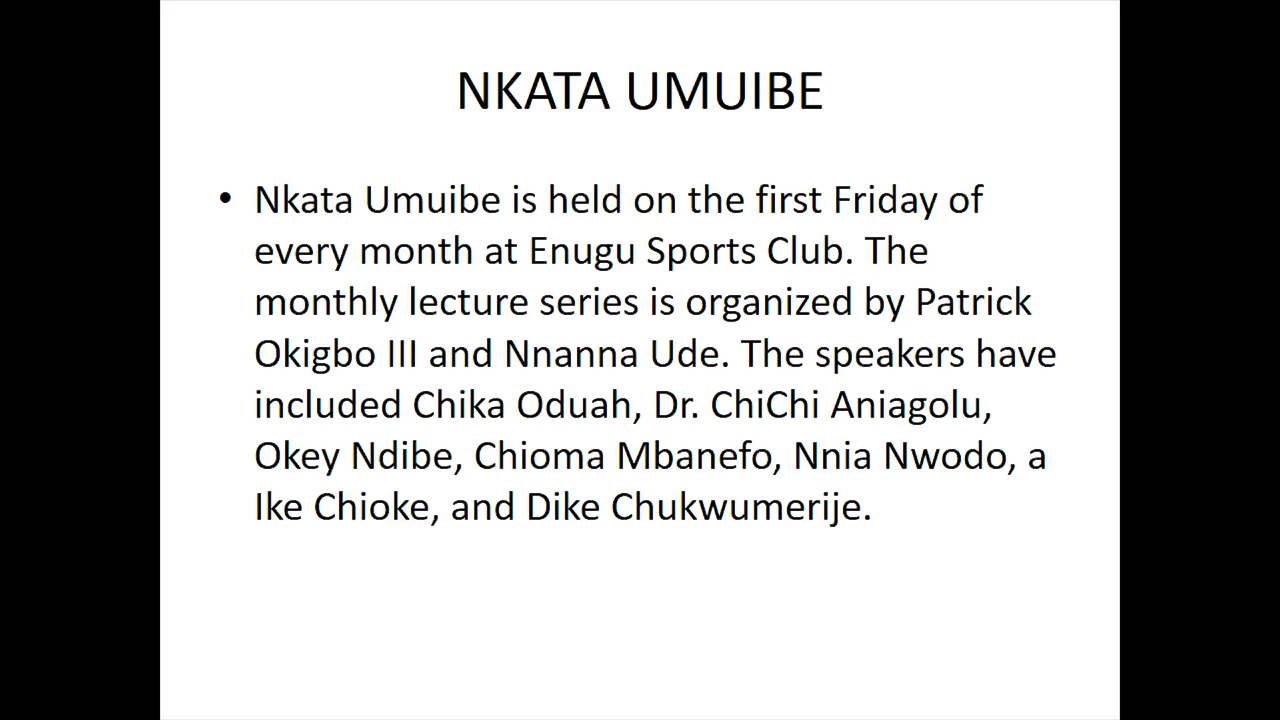 NKATA UMUIBE
• Nkata Umuibe is held on the first Friday of
every month at Enugu Sports Club. The
monthly lecture series is organized by Patrick
Okigbo III and Nnanna Ude. The speakers have
included Chika Oduah, Dr. ChiChi Aniagolu,
Okey Ndibe, Chioma Mbanefo, Nnia Nwodo, a
Ike Chioke, and Dike Chukwumerije.